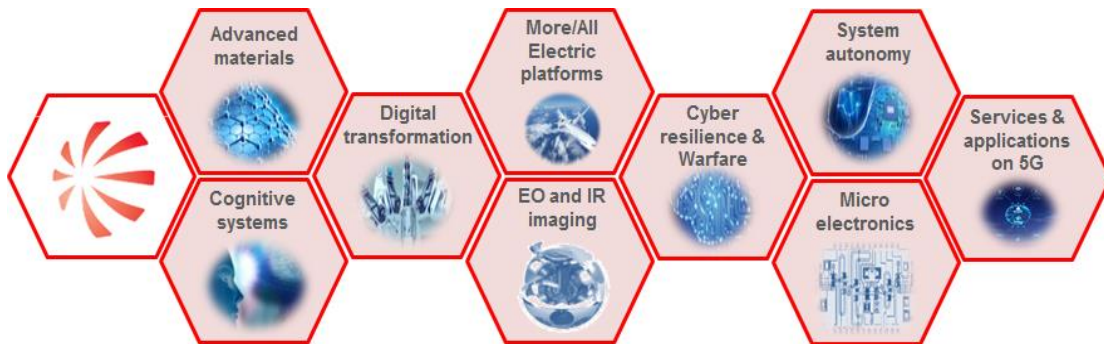 Advanced
materials
Cognitive
systems
Digital
transformation
More/All
Electric
platforms
EO and IR
imaging
Cyber
resilience &
Warfare
System
autonomy
Micro
electronics
Services &
applications
on 5G